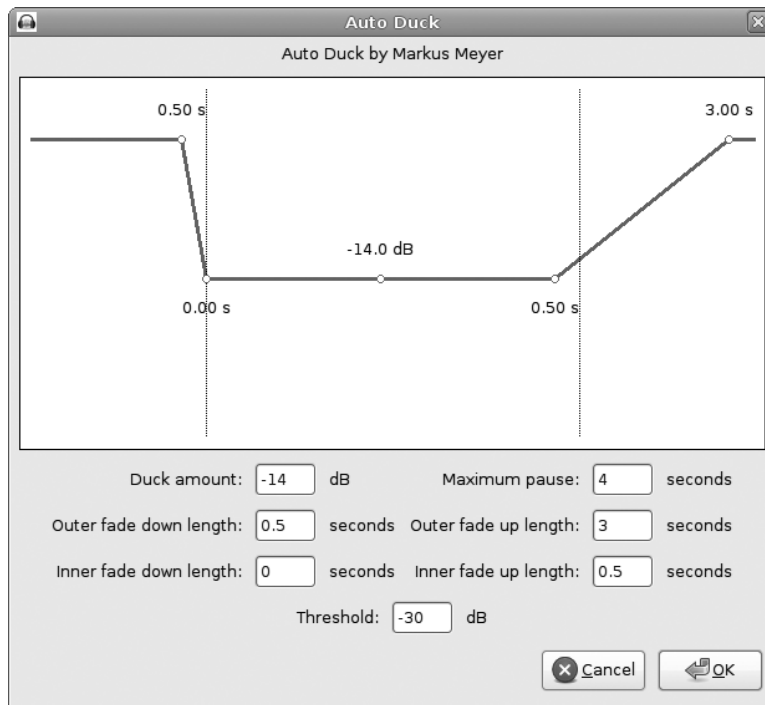 Auto Duck
Auto Duck by Markus Meyer
0.50 s
3.00 s
-14.0 dB
0.00 s
0.50 s
Duck amount: -14 dB
Maximum pause: 4 seconds
Outer fade down length: 0.5 seconds
Outer fade up length: 3 seconds
Inner fade down length: 0 seconds
Inner fade up length: 0.5 seconds
Threshold: -30 dB
Cancel
OK